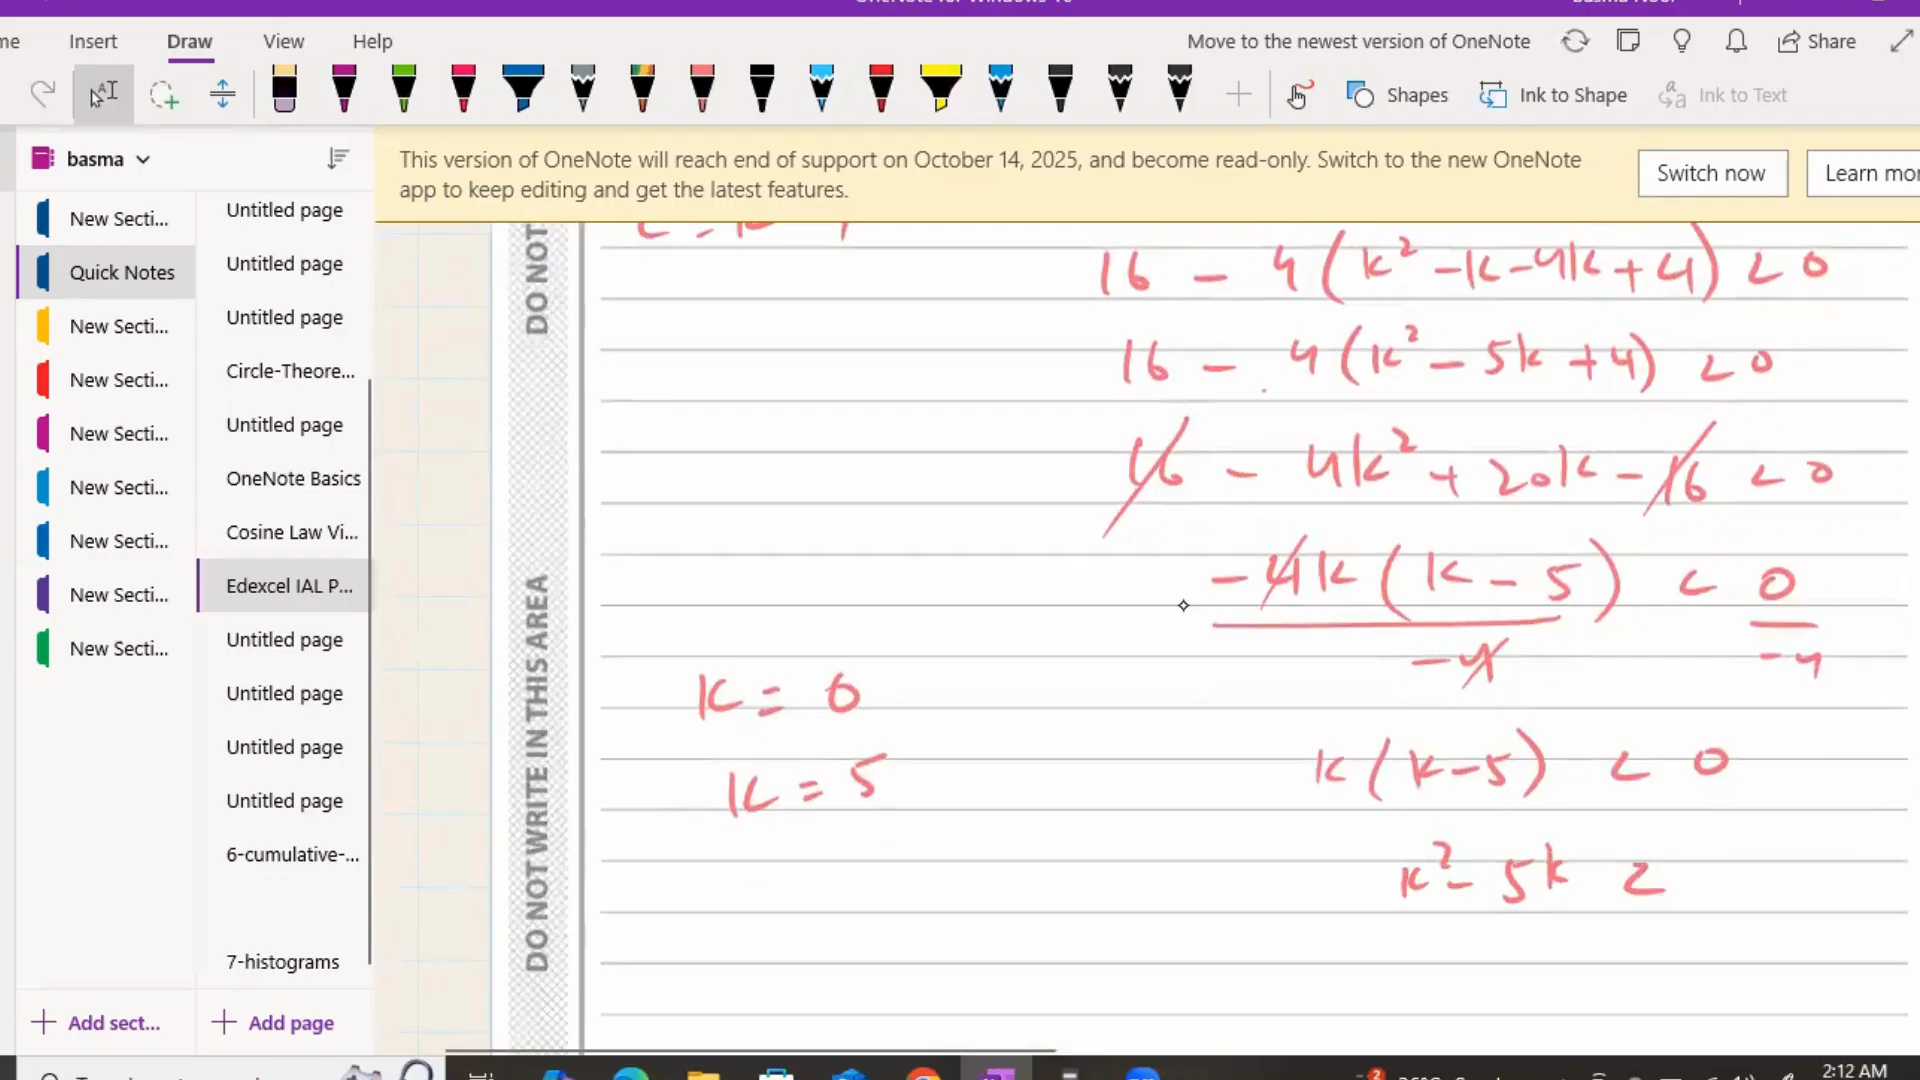 Insert Draw View Help Move to the newest version of OneNote Share
Shapes Ink to Shape Ink to Text
basma
This version of OneNote will reach end of support on October 14, 2025, and become read-only. Switch to the new OneNote
app to keep editing and get the latest features.
Switch now
New Secti...
Quick Notes
New Secti...
New Secti...
New Secti...
New Secti...
New Secti...
New Secti...
New Secti...
Add sect...
Untitled page
Untitled page
Untitled page
Circle-Theore...
Untitled page
OneNote Basics
Cosine Law Vi...
Edexcel IAL P...
Untitled page
Untitled page
Untitled page
Untitled page
6-cumulative-...
7-histograms
Add page
DO NOT
DO NOT WRITE IN THIS AREA
16 - 4(k² - k - 4k + 4) < 0
16 - 4(k² - 5k + 4) < 0
16 - 4k² + 20k - 16 < 0
-4k(k - 5) < 0
-4 -4
k = 0
k = 5
k(k-5) < 0
k² - 5k <
2:12 AM